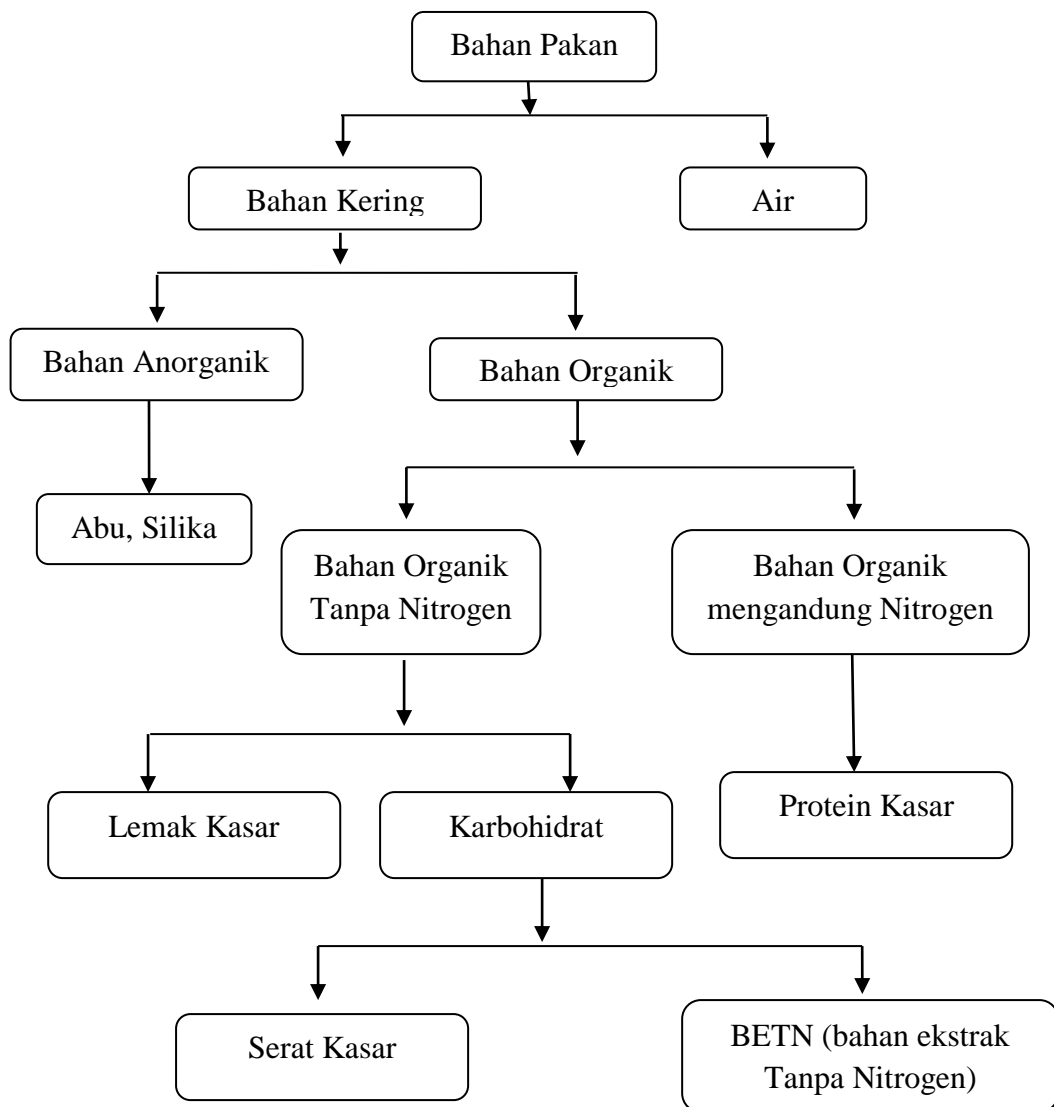 Bahan Pakan
Bahan Kering
Air
Bahan Anorganik
Bahan Organik
Abu, Silika
Bahan Organik
Tanpa Nitrogen
Bahan Organik
mengandung Nitrogen
Lemak Kasar
Karbohidrat
Protein Kasar
Serat Kasar
BETN (bahan ekstrak
Tanpa Nitrogen)